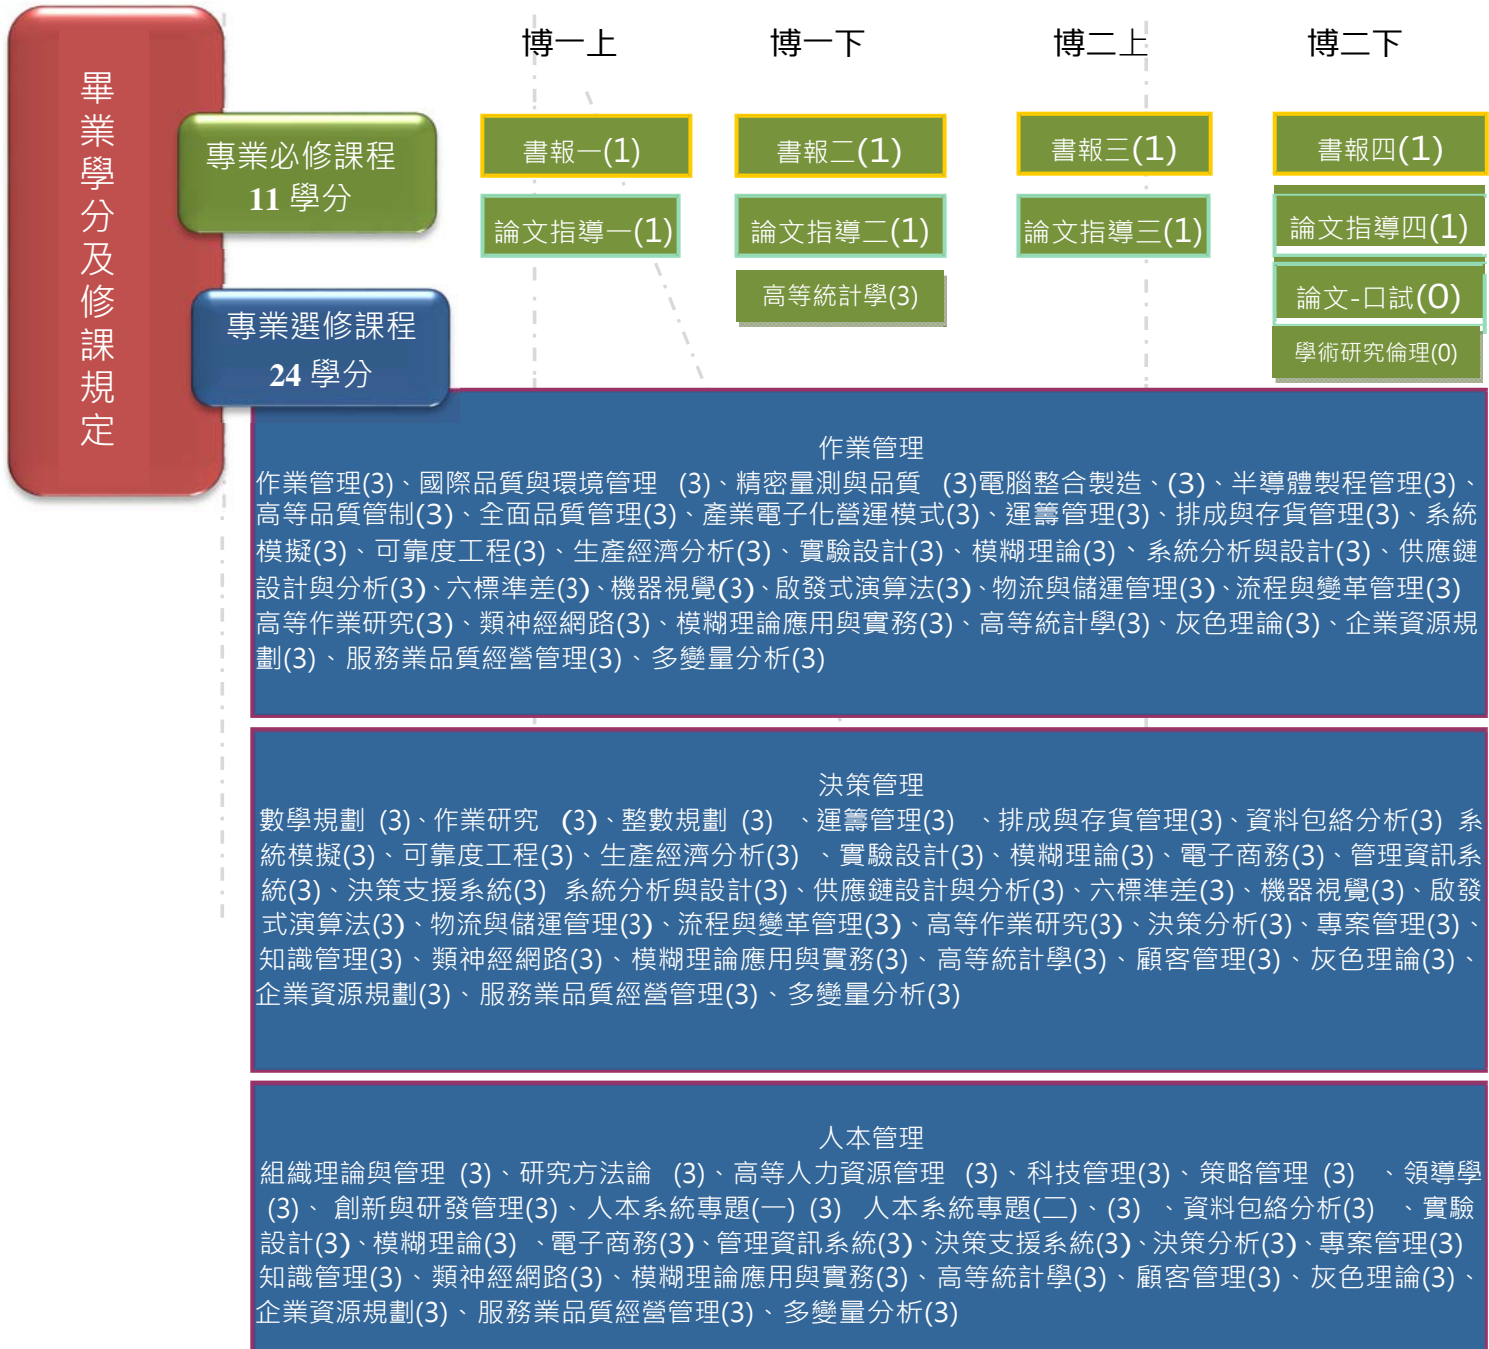 畢業學分及修課規定
博一上 博一下 博二上 博二下
專業必修課程
11 學分
書報一(1) 書報二(1) 書報三(1) 書報四(1)
論文指導一(1) 論文指導二(1) 論文指導三(1) 論文指導四(1)
高等統計學(3) 論文-口試(0)
學術研究倫理(0)
專業選修課程
24 學分
作業管理
作業管理(3)、國際品質與環境管理 (3)、精密量測與品質 (3)電腦整合製造、(3)、半導體製程管理(3)、
高等品質管制(3)、全面品質管理(3)、產業電子化營運模式(3)、運籌管理(3)、排成與存貨管理(3)、系統
模擬(3)、可靠度工程(3)、生產經濟分析(3)、實驗設計(3)、模糊理論(3)、系統分析與設計(3)、供應鏈
設計與分析(3)、六標準差(3)、機器視覺(3)、啟發式演算法(3)、物流與儲運管理(3)、流程與變革管理(3)
高等作業研究(3)、類神經網路(3)、模糊理論應用與實務(3)、高等統計學(3)、灰色理論(3)、企業資源規
劃(3)、服務業品質經營管理(3)、多變量分析(3)
決策管理
數學規劃 (3)、作業研究 (3)、整數規劃 (3) 、運籌管理(3) 、排成與存貨管理(3)、資料包絡分析(3) 系
統模擬(3)、可靠度工程(3)、生產經濟分析(3) 、實驗設計(3)、模糊理論(3)、電子商務(3)、管理資訊系
統(3)、決策支援系統(3) 系統分析與設計(3)、供應鏈設計與分析(3)、六標準差(3)、機器視覺(3)、啟發
式演算法(3)、物流與儲運管理(3)、流程與變革管理(3)、高等作業研究(3)、決策分析(3)、專案管理(3)、
知識管理(3)、類神經網路(3)、模糊理論應用與實務(3)、高等統計學(3)、顧客管理(3)、灰色理論(3)、
企業資源規劃(3)、服務業品質經營管理(3)、多變量分析(3)
人本管理
組織理論與管理 (3)、研究方法論 (3)、高等人力資源管理 (3)、科技管理(3)、策略管理 (3) 、領導學
(3)、創新與研發管理(3)、人本系統專題(一) (3) 人本系統專題(二)、(3) 、資料包絡分析(3) 、實驗
設計(3)、模糊理論(3) 、電子商務(3)、管理資訊系統(3)、決策支援系統(3)、決策分析(3)、專案管理(3)
知識管理(3)、類神經網路(3)、模糊理論應用與實務(3)、高等統計學(3)、顧客管理(3)、灰色理論(3)、
企業資源規劃(3)、服務業品質經營管理(3)、多變量分析(3)